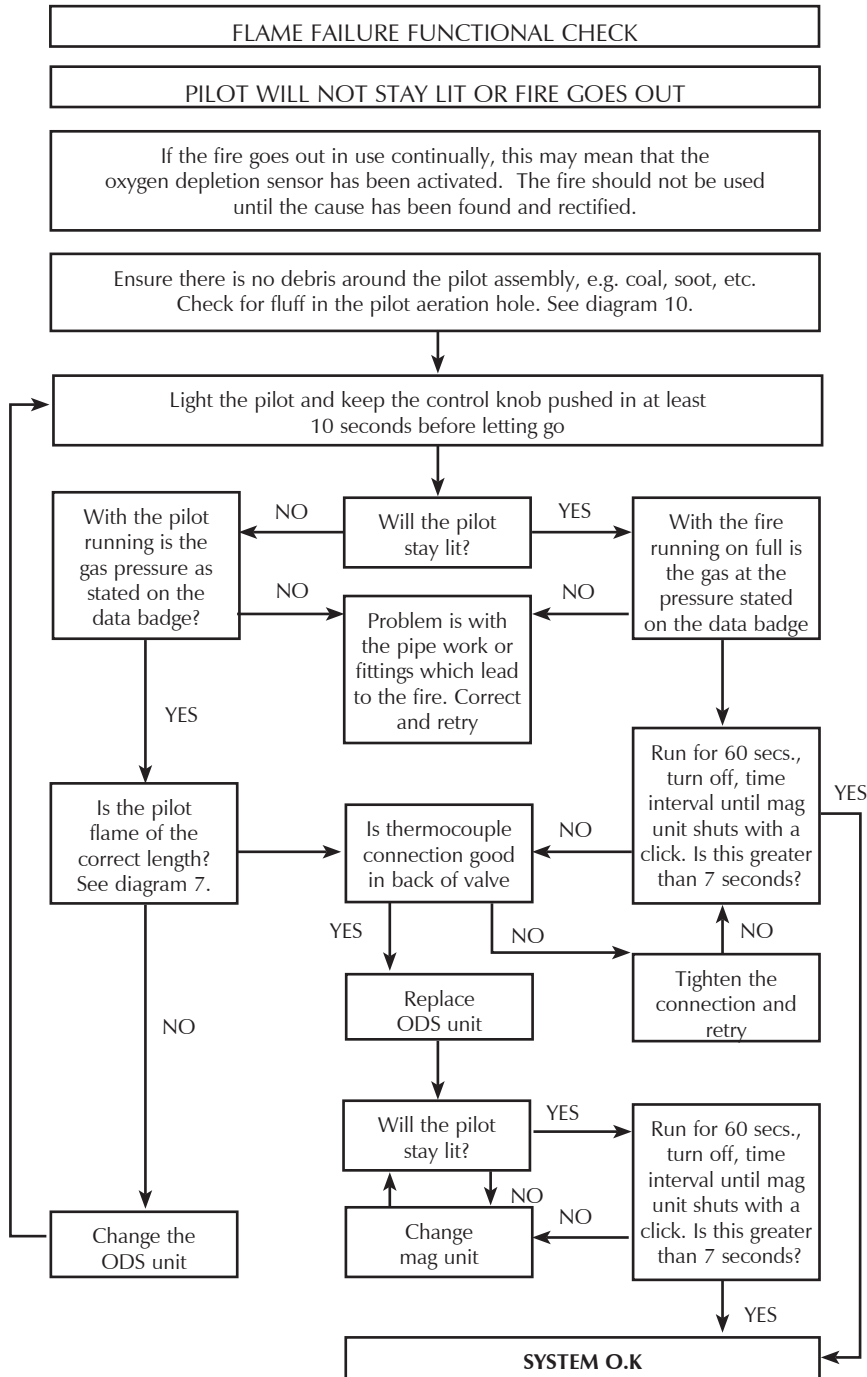 FLAME FAILURE FUNCTIONAL CHECK
PILOT WILL NOT STAY LIT OR FIRE GOES OUT
If the fire goes out in use continually, this may mean that the
oxygen depletion sensor has been activated.  The fire should not be used
until the cause has been found and rectified.
Ensure there is no debris around the pilot assembly, e.g. coal, soot, etc.
Check for fluff in the pilot aeration hole. See diagram 10.
Light the pilot and keep the control knob pushed in at least
10 seconds before letting go
With the pilot
running is the
gas pressure as
stated on the
data badge?
NO
Will the pilot
stay lit?
YES
With the fire
running on full is
the gas at the
pressure stated
on the data badge
NO
Problem is with
the pipe work or
fittings which lead
to the fire. Correct
and retry
NO
YES
Is the pilot
flame of the
correct length?
See diagram 7.
Is thermocouple
connection good
in back of valve
NO
Run for 60 secs.,
turn off, time
interval until mag
unit shuts with a
click. Is this greater
than 7 seconds?
YES
YES
NO
NO
Replace
ODS unit
Tighten the
connection and
retry
NO
Will the pilot
stay lit?
YES
Run for 60 secs.,
turn off, time
interval until mag
unit shuts with a
click. Is this greater
than 7 seconds?
NO
Change the
ODS unit
Change
mag unit
NO
YES
SYSTEM O.K